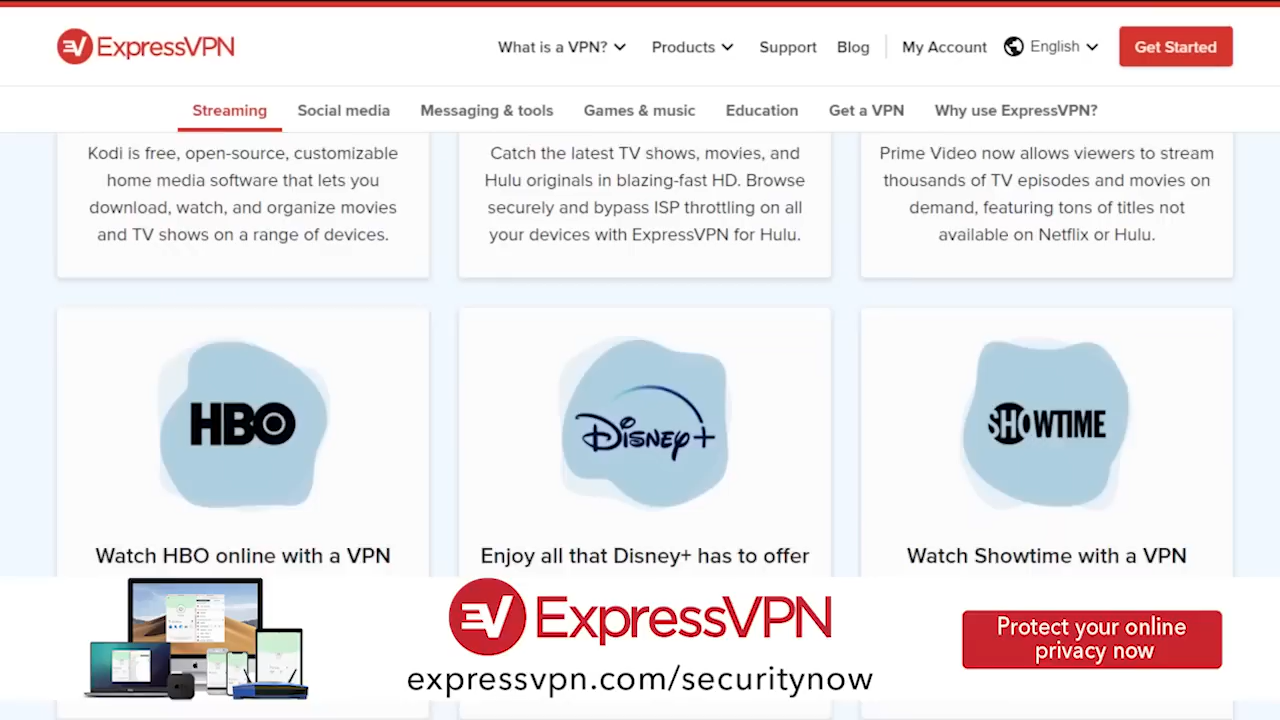 ExpressVPN
What is a VPN?
Products
Support
Blog
My Account
English
Get Started
Streaming
Social media
Messaging & tools
Games & music
Education
Get a VPN
Why use ExpressVPN?
Kodi is free, open-source, customizable
home media software that lets you
download, watch, and organize movies
and TV shows on a range of devices.
Catch the latest TV shows, movies, and
Hulu originals in blazing-fast HD. Browse
securely and bypass ISP throttling on all
your devices with ExpressVPN for Hulu.
Prime Video now allows viewers to stream
thousands of TV episodes and movies on
demand, featuring tons of titles not
available on Netflix or Hulu.
HBO
Disney+
SHOWTIME
Watch HBO online with a VPN
Enjoy all that Disney+ has to offer
Watch Showtime with a VPN
ExpressVPN
expressvpn.com/securitynow
Protect your online
privacy now